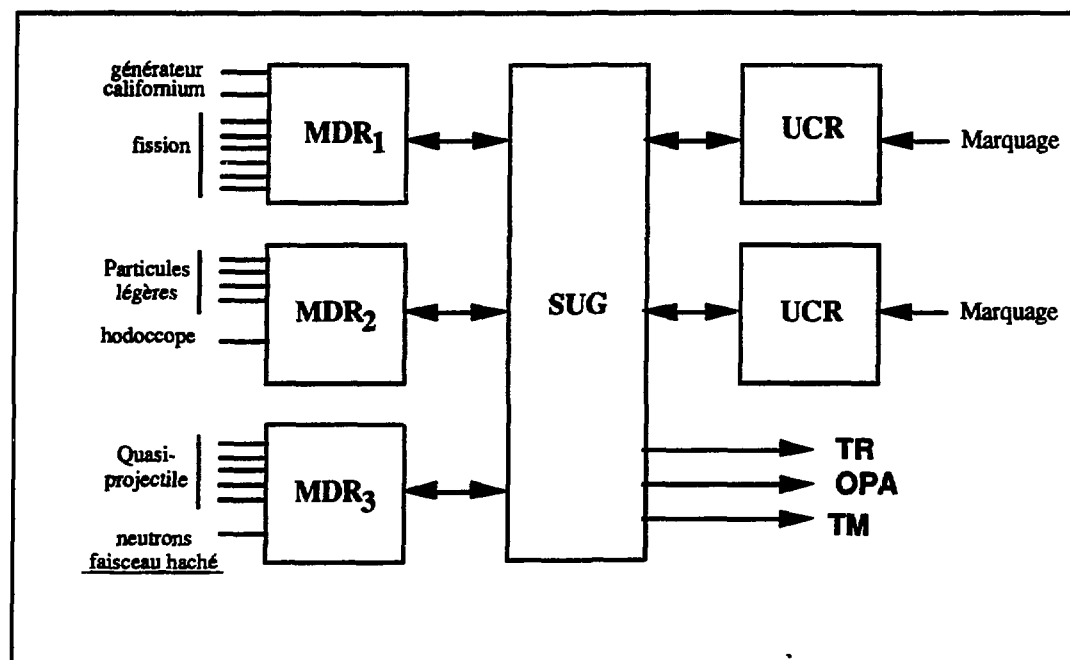 générateur
californium
fission
MDR1
Particules
légères
hodoccope
MDR2
Quasi-
projectile
neutrons
faisceau haché
MDR3
SUG
UCR
Marquage
UCR
Marquage
TR
OPA
TM